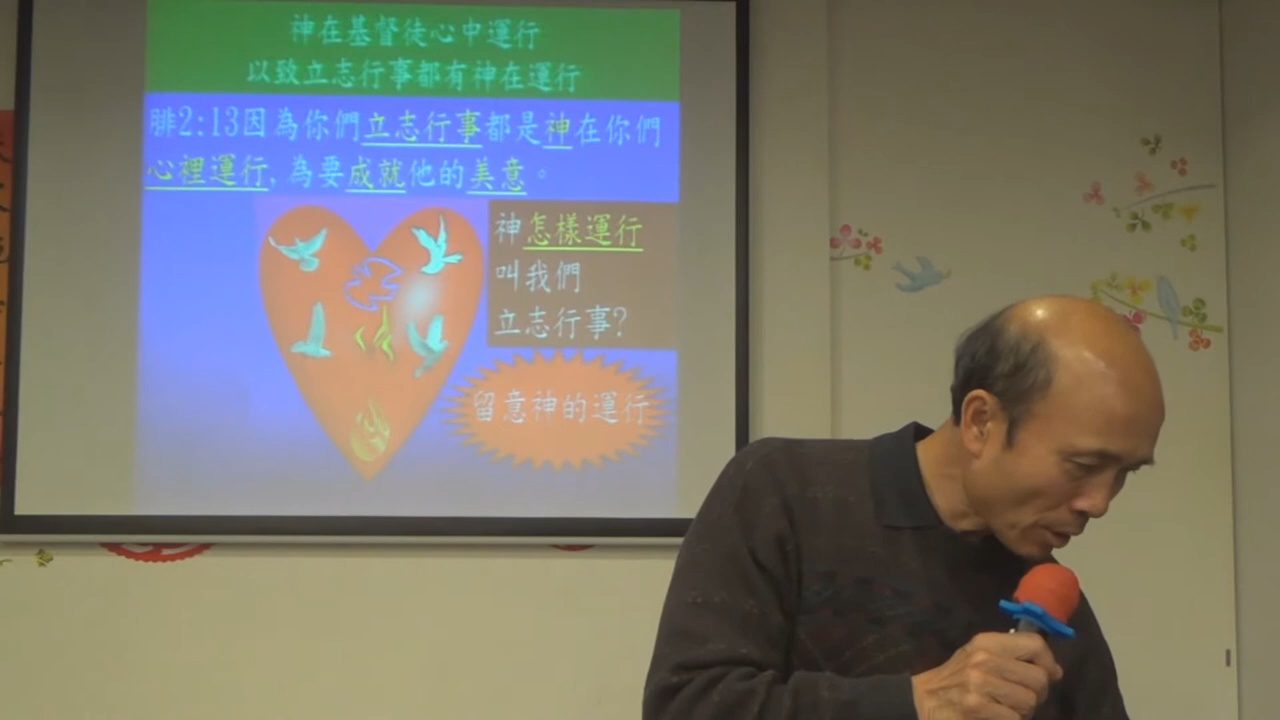 神在基督徒心中運行
以致立志行事都有神在運行
腓2:13因為你們立志行事都是神在你們
心裡運行,為要成就他的美意。
神怎樣運行
叫我們
立志行事?
留意神的運行